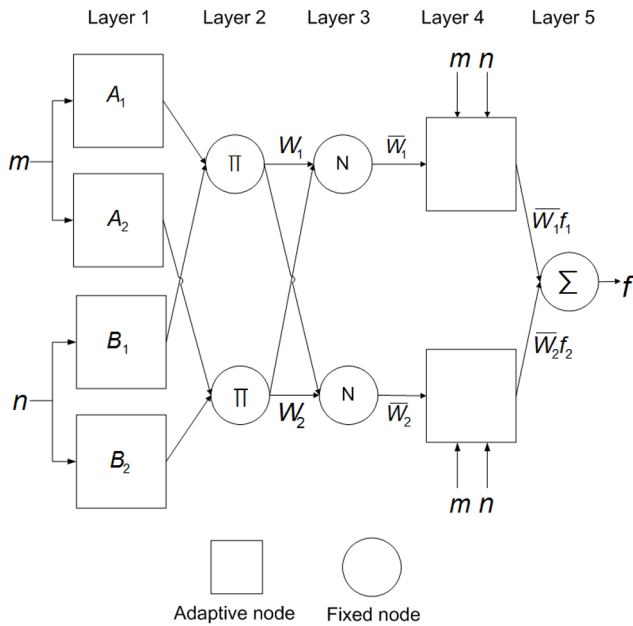 Layer 1 Layer 2 Layer 3 Layer 4 Layer 5
m n
A₁
Π W₁ N W̅₁
m
A₂
W̅₁f₁
Σ f
B₁
W̅₂f₂
n
Π W₂ N W̅₂
B₂
m n
Adaptive node Fixed node